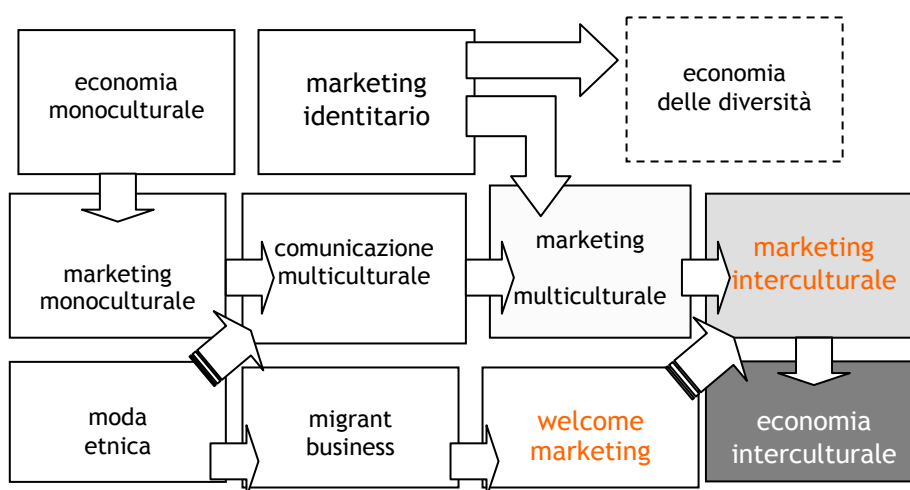 economia
monoculturale
marketing
identitario
economia
delle diversità
marketing
monoculturale
comunicazione
multiculturale
marketing
multiculturale
marketing
interculturale
moda
etnica
migrant
business
welcome
marketing
economia
interculturale